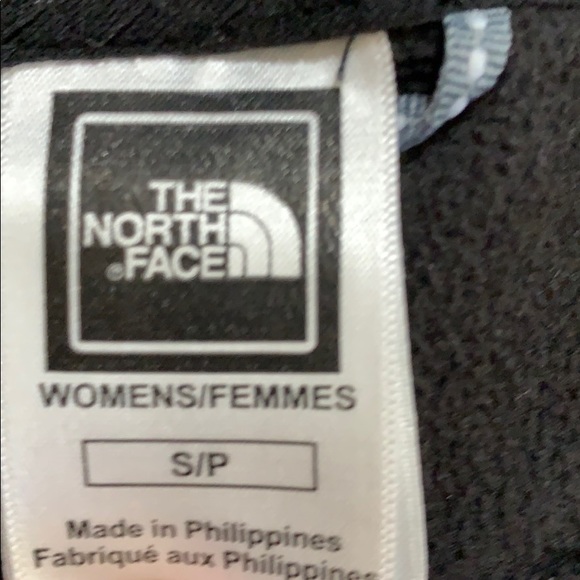 THE
NORTH
®FACE
WOMENS/FEMMES
S/P
Made in Philippines
Fabriqué aux Philippines